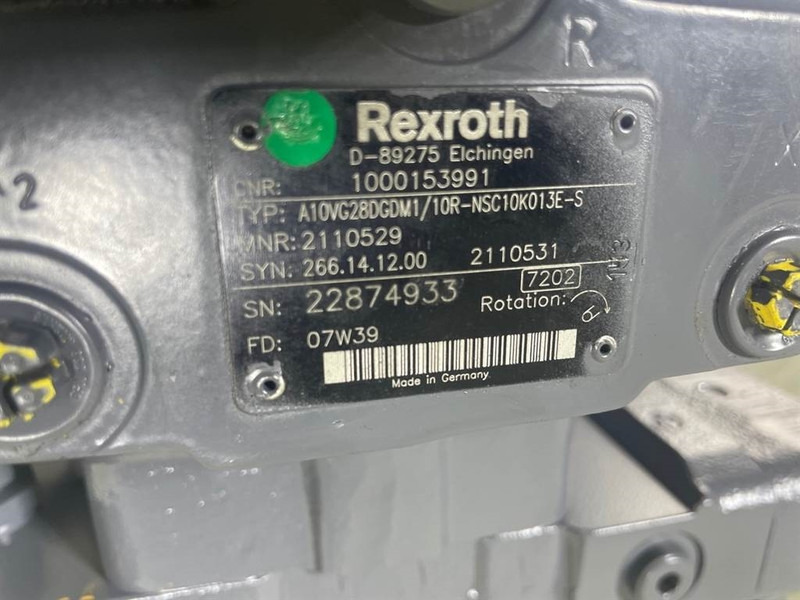 R
Rexroth
D-89275 Elchingen
CNR: 1000153991
TYP: A10VG28DGDM1/10R-NSC10K013E-S
MNR: 2110529
SYN: 266.14.12.00 2110531
7202
SN: 22874933 Rotation:
FD: 07W39
Made in Germany
X
2